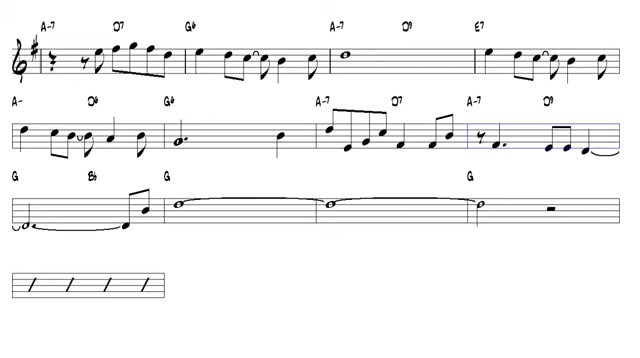 A-7 D7 G6 A-7 D9 E7
A- D6 G6 A-7 D7 A-7 D9
G B♭ G G